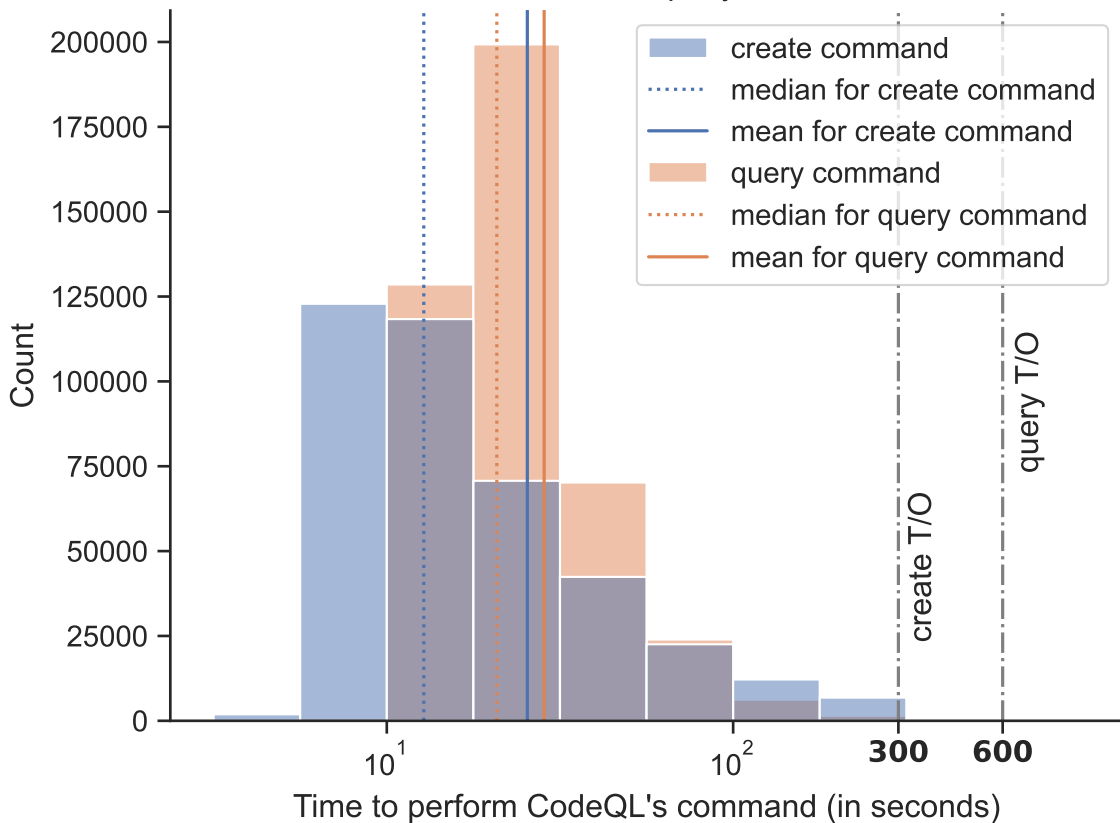 200000
175000
150000
125000
100000
75000
50000
25000
0
Count
create command
median for create command
mean for create command
query command
median for query command
mean for query command
query T/O
create T/O
10¹
10²
300
600
Time to perform CodeQL's command (in seconds)